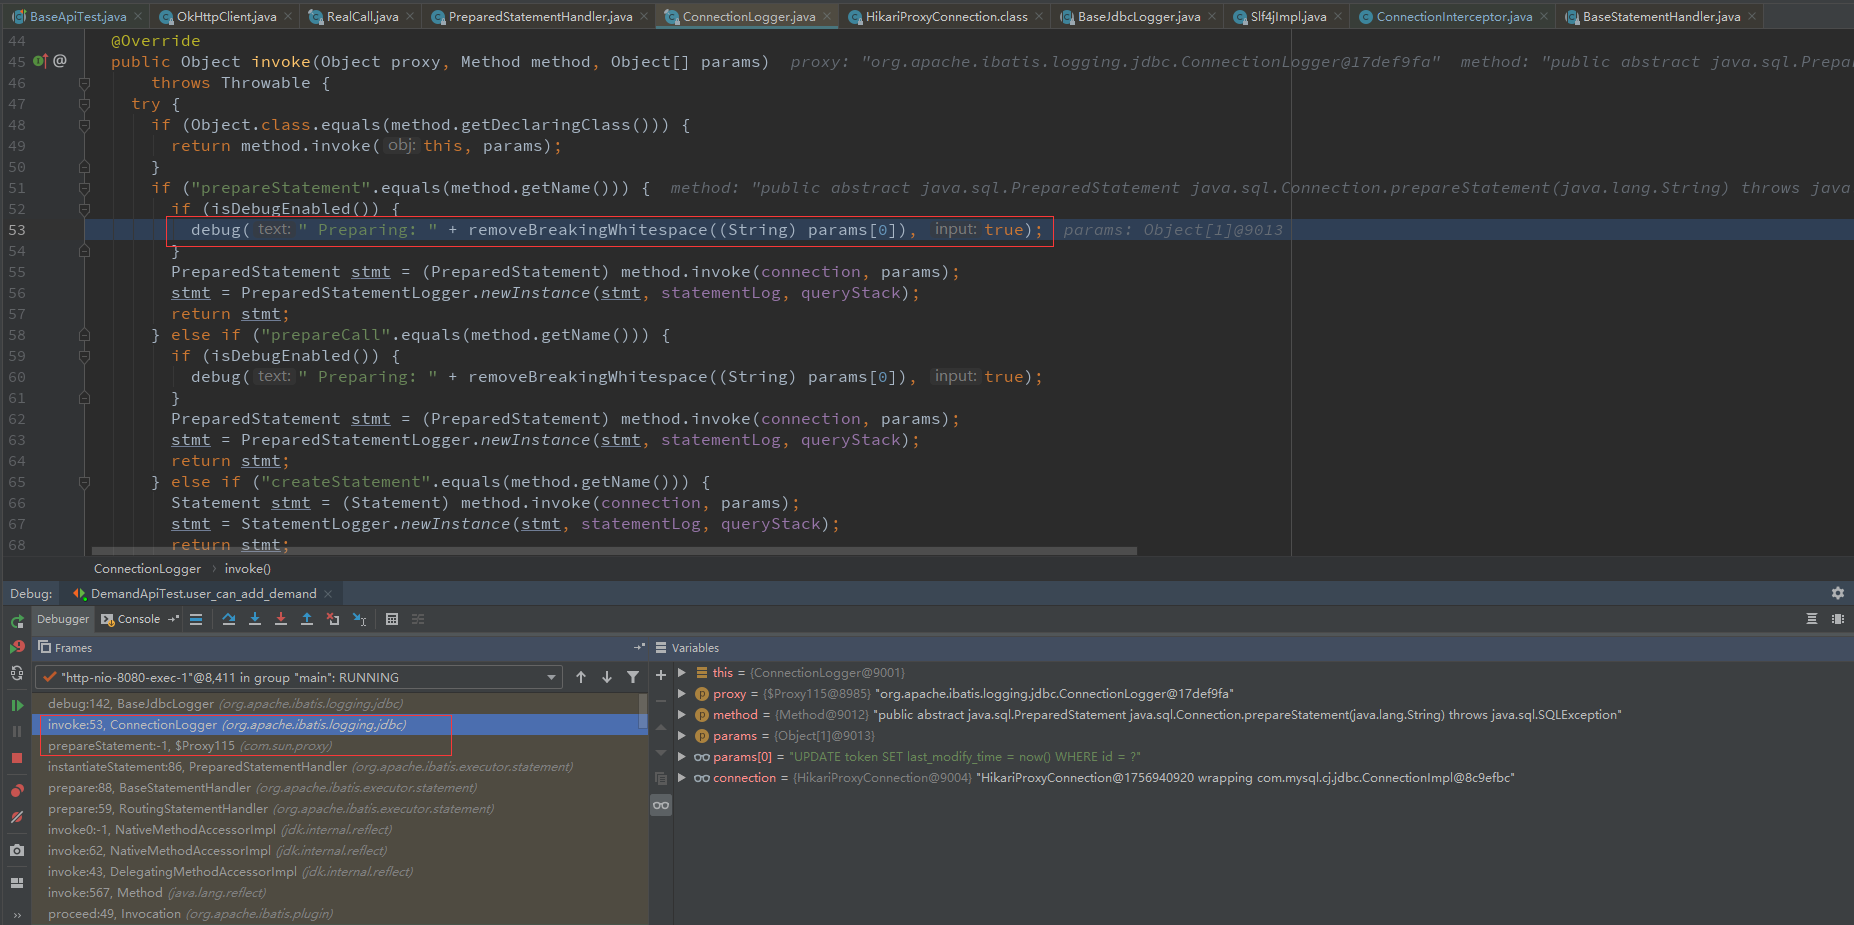 BaseApiTest.java × OkHttpClient.java × RealCall.java × PreparedStatementHandler.java × ConnectionLogger.java × HikariProxyConnection.class × BaseJdbcLogger.java × Slf4jImpl.java × ConnectionInterceptor.java × BaseStatementHandler.java ×
44 @Override
45 @ public Object invoke(Object proxy, Method method, Object[] params) proxy: "org.apache.ibatis.logging.jdbc.ConnectionLogger@17def9fa" method: "public abstract java.sql.Prepar
46 throws Throwable {
47 try {
48 if (Object.class.equals(method.getDeclaringClass())) {
49 return method.invoke( obj: this, params);
50 }
51 if ("prepareStatement".equals(method.getName())) { method: "public abstract java.sql.PreparedStatement java.sql.Connection.prepareStatement(java.lang.String) throws java
52 if (isDebugEnabled()) {
53 debug( text: " Preparing: " + removeBreakingWhitespace((String) params[0]), input: true); params: Object[1]@9013
54 }
55 PreparedStatement stmt = (PreparedStatement) method.invoke(connection, params);
56 stmt = PreparedStatementLogger.newInstance(stmt, statementLog, queryStack);
57 return stmt;
58 } else if ("prepareCall".equals(method.getName())) {
59 if (isDebugEnabled()) {
60 debug( text: " Preparing: " + removeBreakingWhitespace((String) params[0]), input: true);
61 }
62 PreparedStatement stmt = (PreparedStatement) method.invoke(connection, params);
63 stmt = PreparedStatementLogger.newInstance(stmt, statementLog, queryStack);
64 return stmt;
65 } else if ("createStatement".equals(method.getName())) {
66 Statement stmt = (Statement) method.invoke(connection, params);
67 stmt = StatementLogger.newInstance(stmt, statementLog, queryStack);
68 return stmt;
ConnectionLogger › invoke()
Debug: DemandApiTest.user_can_add_demand ×
Debugger Console
Frames
"http-nio-8080-exec-1"@8,411 in group "main": RUNNING
debug:142, BaseJdbcLogger (org.apache.ibatis.logging.jdbc)
invoke:53, ConnectionLogger (org.apache.ibatis.logging.jdbc)
prepareStatement:-1, $Proxy115 (com.sun.proxy)
instantiateStatement:86, PreparedStatementHandler (org.apache.ibatis.executor.statement)
prepare:88, BaseStatementHandler (org.apache.ibatis.executor.statement)
prepare:59, RoutingStatementHandler (org.apache.ibatis.executor.statement)
invoke0:-1, NativeMethodAccessorImpl (jdk.internal.reflect)
invoke:62, NativeMethodAccessorImpl (jdk.internal.reflect)
invoke:43, DelegatingMethodAccessorImpl (jdk.internal.reflect)
invoke:567, Method (java.lang.reflect)
proceed:49, Invocation (org.apache.ibatis.plugin)
Variables
this = {ConnectionLogger@9001}
proxy = {$Proxy115@8985} "org.apache.ibatis.logging.jdbc.ConnectionLogger@17def9fa"
method = {Method@9012} "public abstract java.sql.PreparedStatement java.sql.Connection.prepareStatement(java.lang.String) throws java.sql.SQLException"
params = {Object[1]@9013}
params[0] = "UPDATE token SET last_modify_time = now() WHERE id = ?"
connection = {HikariProxyConnection@9004} "HikariProxyConnection@1756940920 wrapping com.mysql.cj.jdbc.ConnectionImpl@8c9efbc"